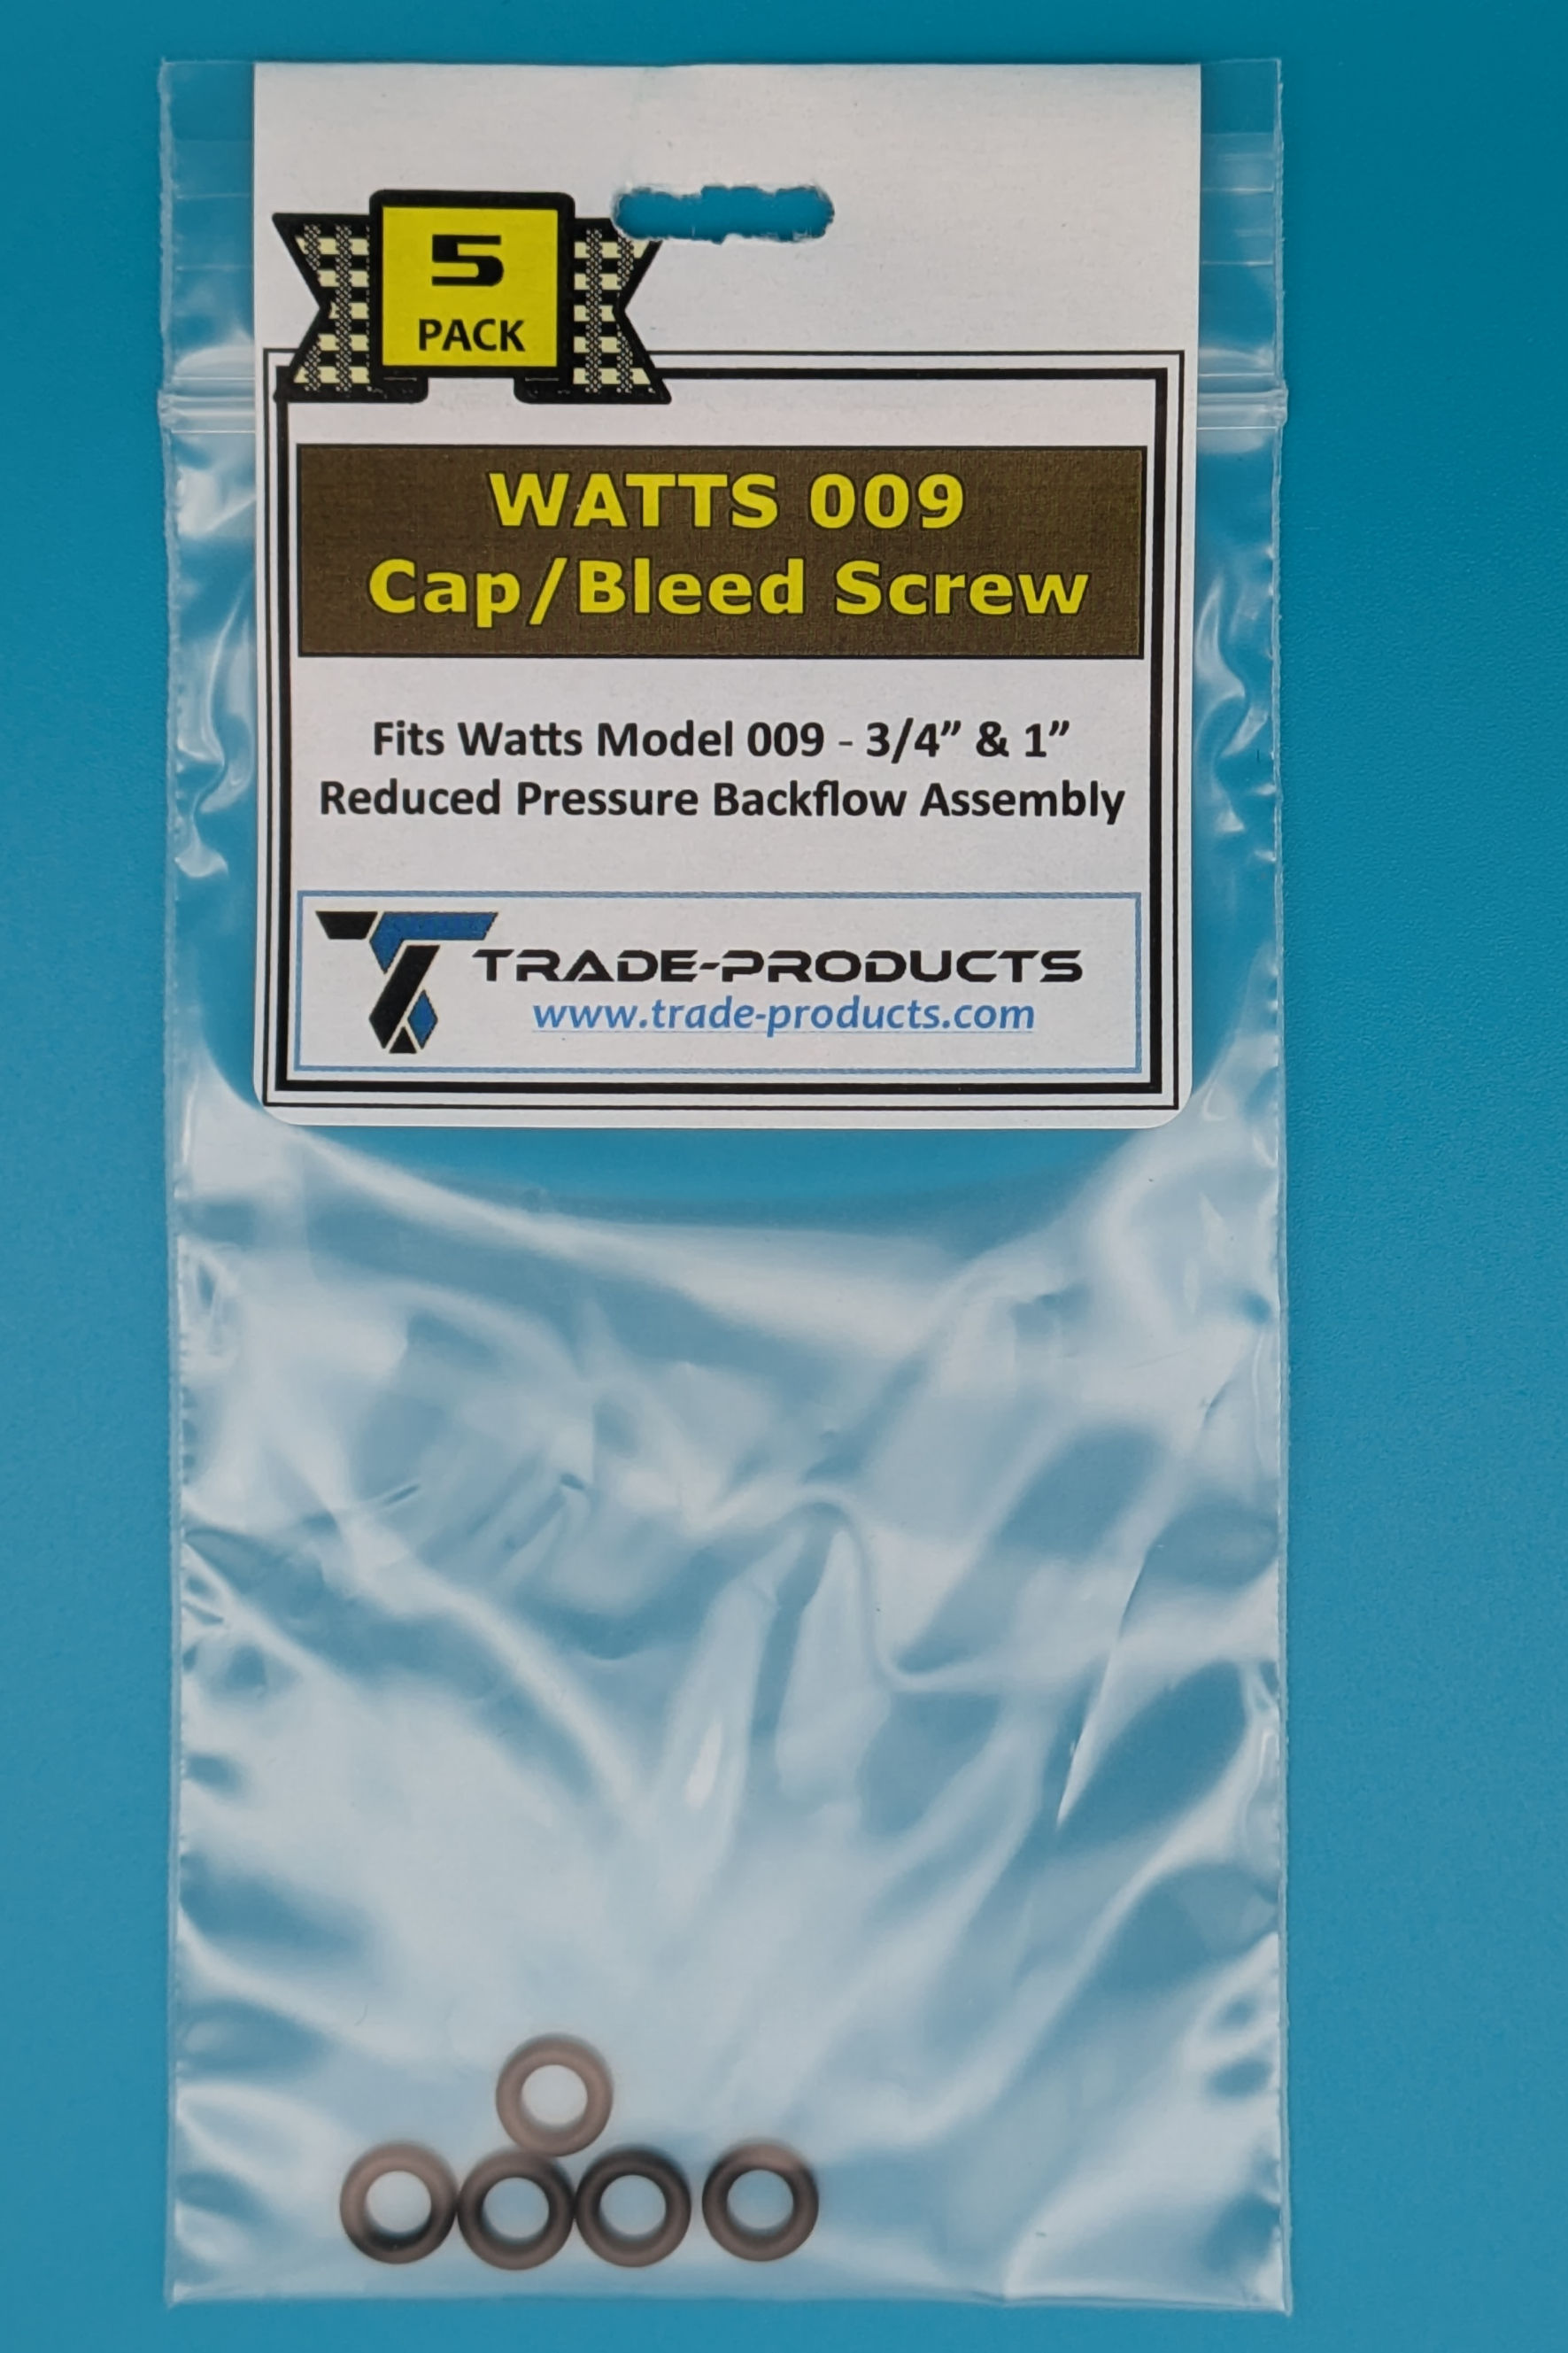 5
PACK
WATTS 009
Cap/Bleed Screw
Fits Watts Model 009 - 3/4” & 1”
Reduced Pressure Backflow Assembly
TRADE-PRODUCTS
www.trade-products.com